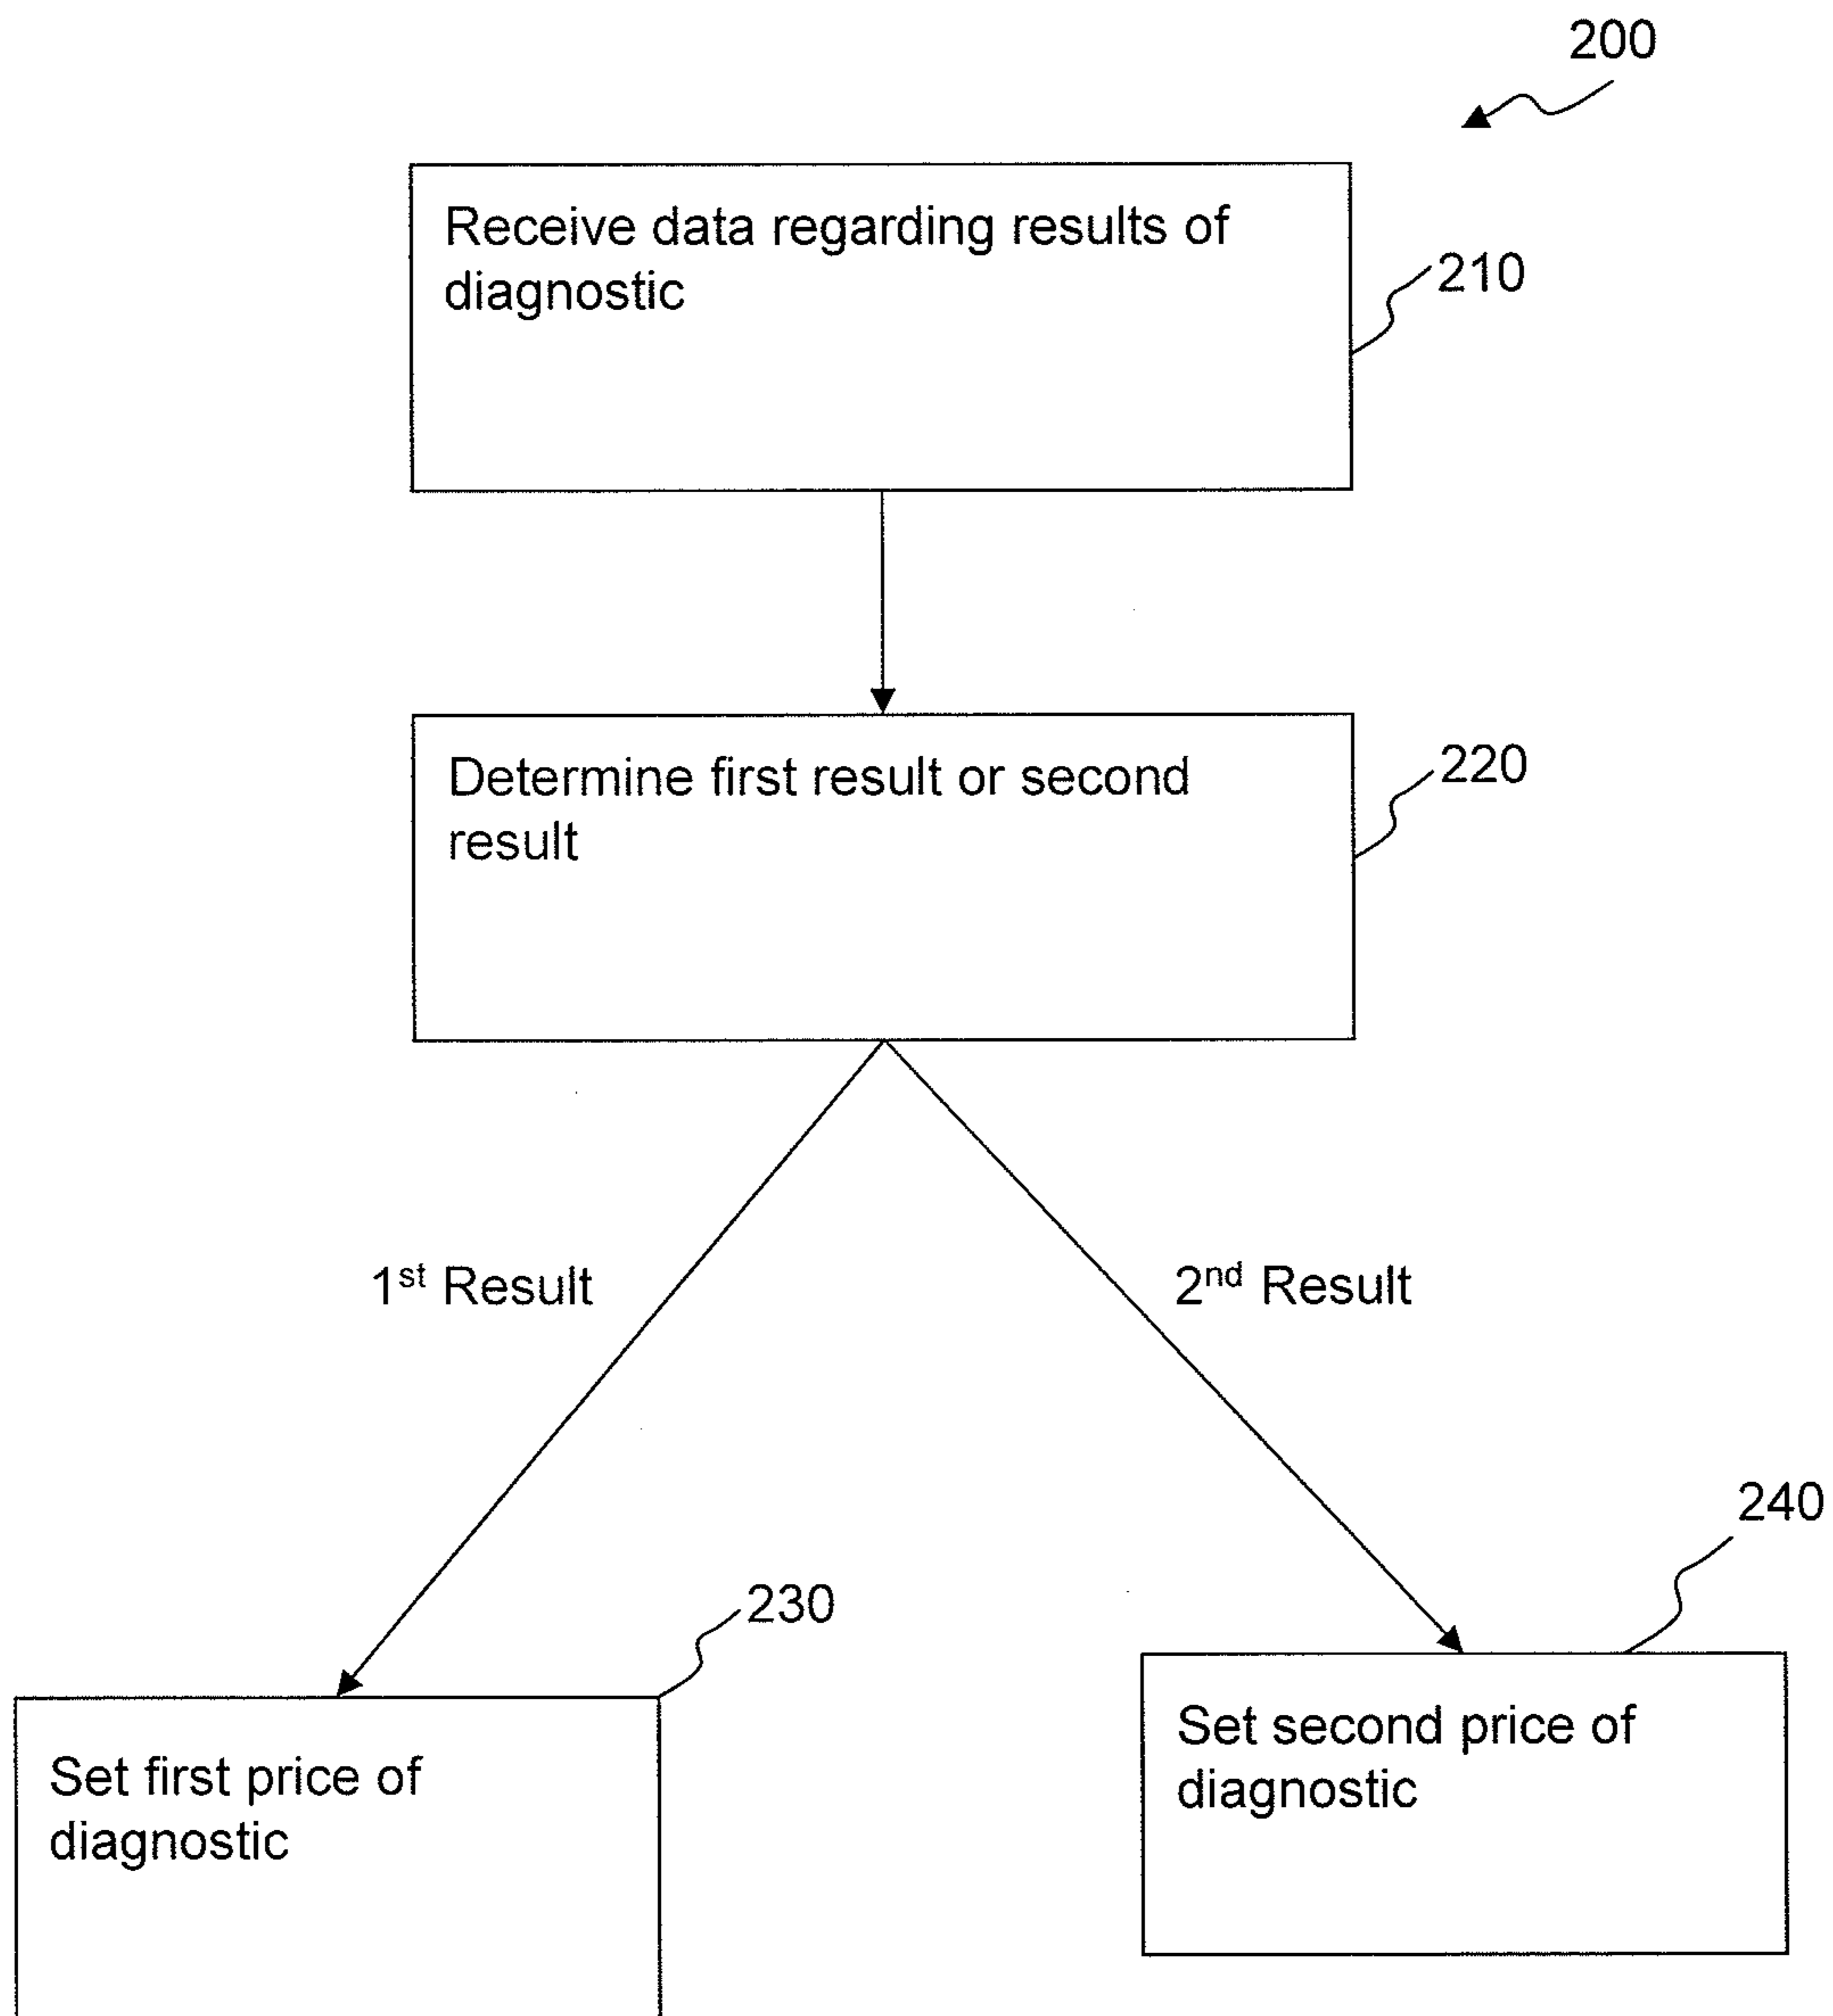 200
Receive data regarding results of
diagnostic
210
Determine first result or second
result
220
1st Result
2nd Result
240
230
Set second price of
diagnostic
Set first price of
diagnostic